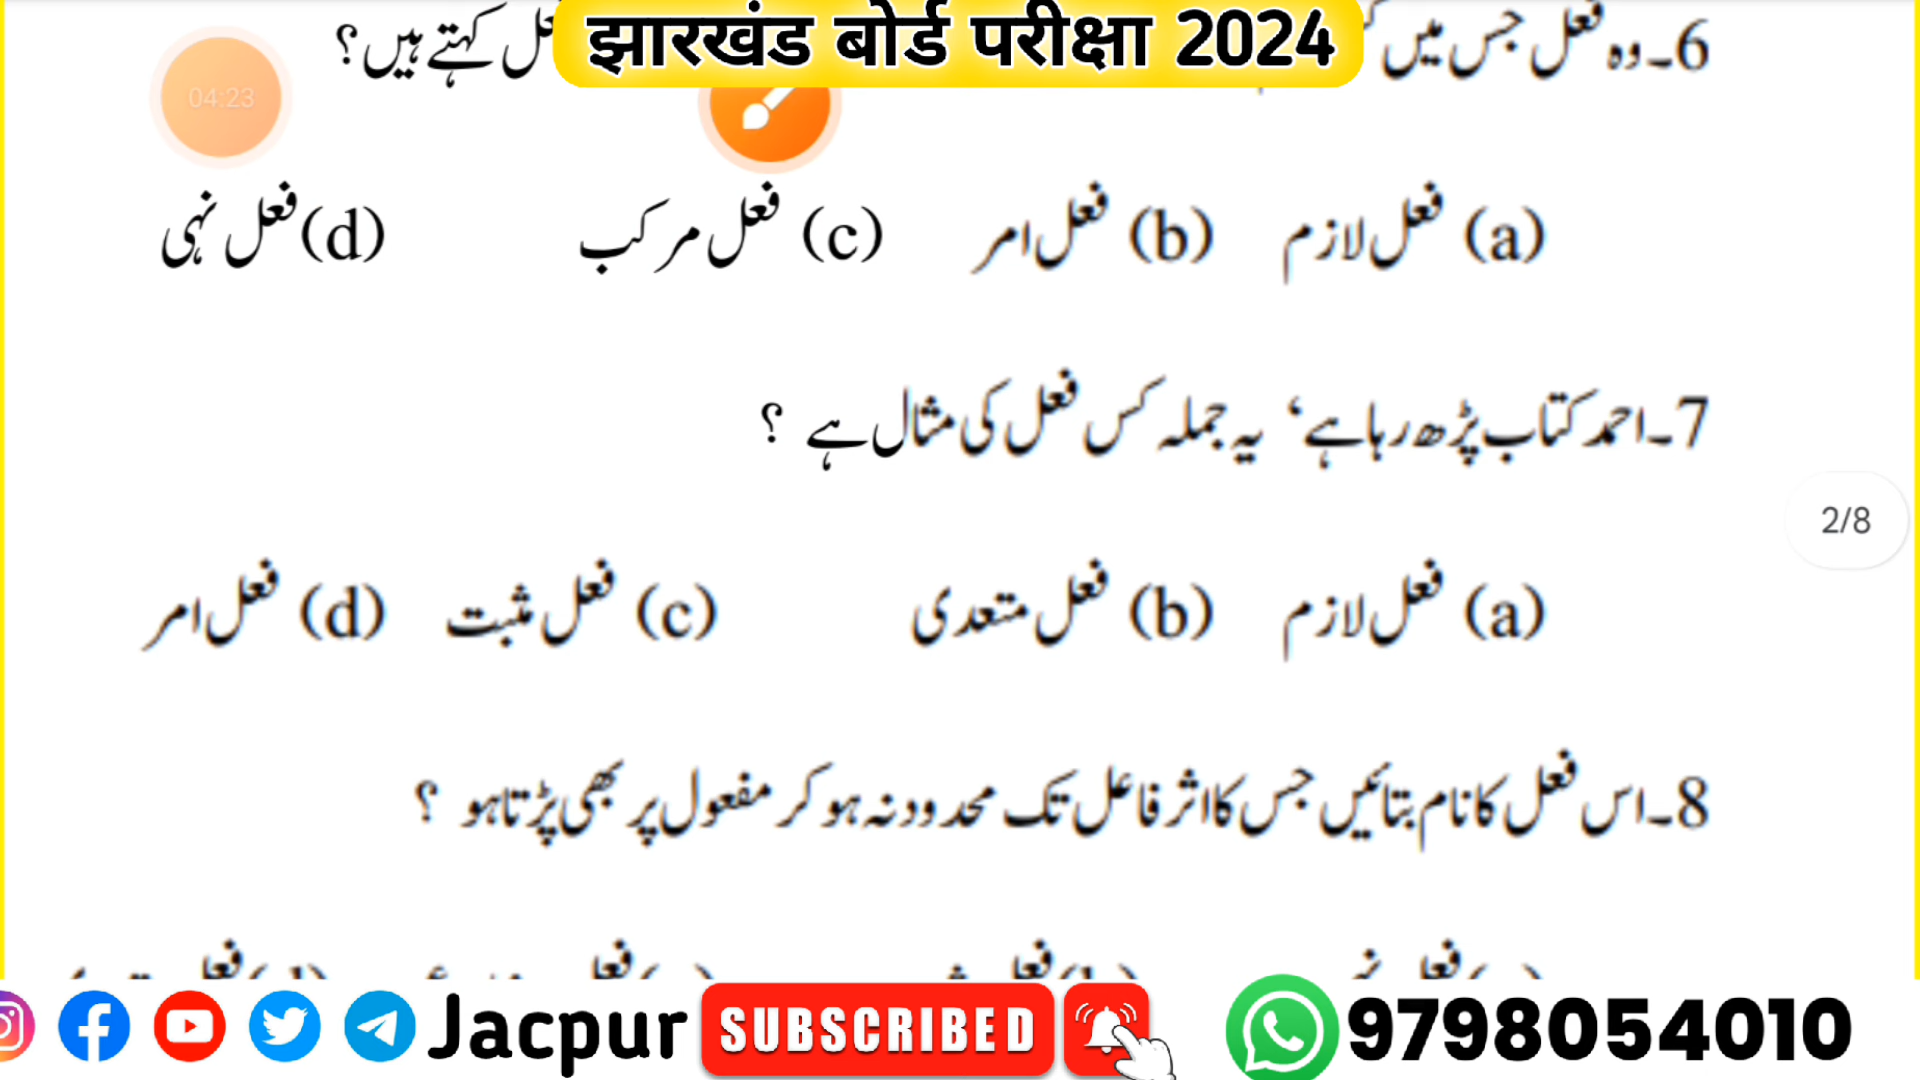 झारखंड बोर्ड परीक्षा 2024
6۔وہ فعل جس میں کہتے ہیں؟
04:23
(a) فعل لازم (b) فعل امر (c) فعل مرکب (d) فعل نہی
7۔احمد کتاب پڑھ رہا ہے‘ یہ جملہ کس فعل کی مثال ہے ؟
2/8
(a) فعل لازم (b) فعل متعدی (c) فعل مثبت (d) فعل امر
8۔اس فعل کا نام بتائیں جس کا اثر فاعل تک محدود نہ ہو کر مفعول پر بھی پڑتا ہو ؟
Jacpur SUBSCRIBED 9798054010